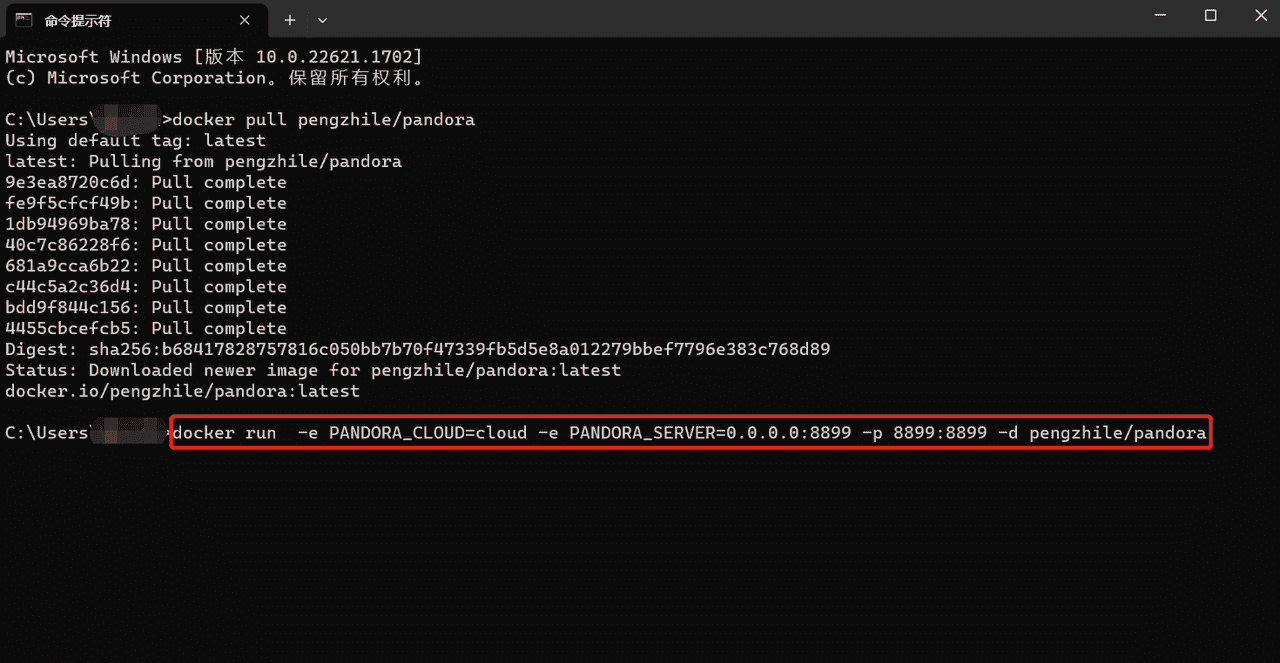 命令提示符
Microsoft Windows [版本 10.0.22621.1702]
(c) Microsoft Corporation。保留所有权利。
C:\Users\ >docker pull pengzhile/pandora
Using default tag: latest
latest: Pulling from pengzhile/pandora
9e3ea8720c6d: Pull complete
fe9f5cfcf49b: Pull complete
1db94969ba78: Pull complete
40c7c86228f6: Pull complete
681a9cca6b22: Pull complete
c44c5a2c36d4: Pull complete
bdd9f844c156: Pull complete
4455cbcefcb5: Pull complete
Digest: sha256:b68417828757816c050bb7b70f47339fb5d5e8a012279bbef7796e383c768d89
Status: Downloaded newer image for pengzhile/pandora:latest
docker.io/pengzhile/pandora:latest
C:\Users docker run  -e PANDORA_CLOUD=cloud -e PANDORA_SERVER=0.0.0.0:8899 -p 8899:8899 -d pengzhile/pandora